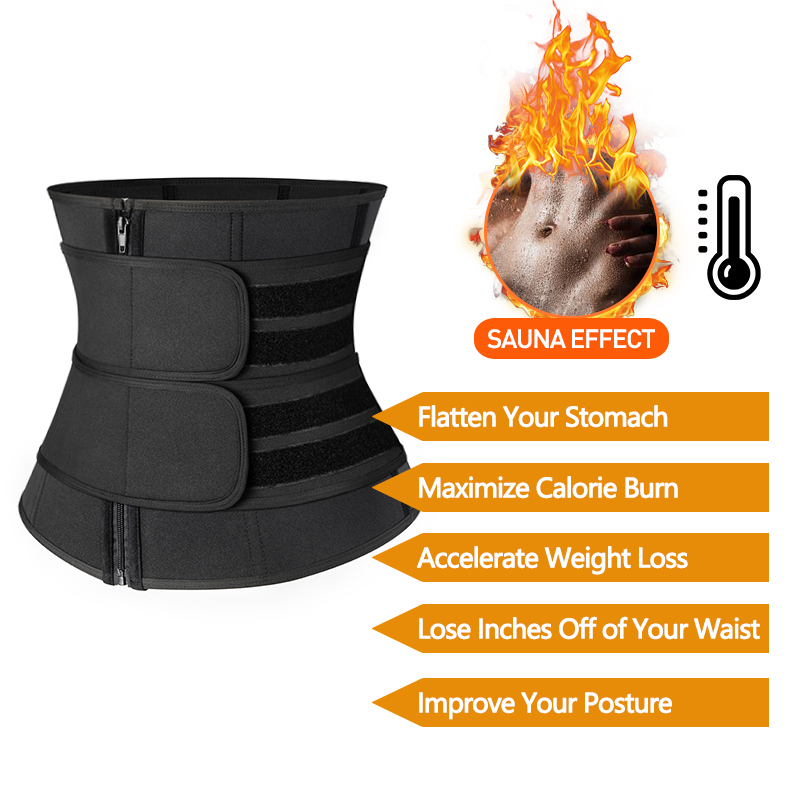 SAUNA EFFECT
Flatten Your Stomach
Maximize Calorie Burn
Accelerate Weight Loss
Lose Inches Off of Your Waist
Improve Your Posture